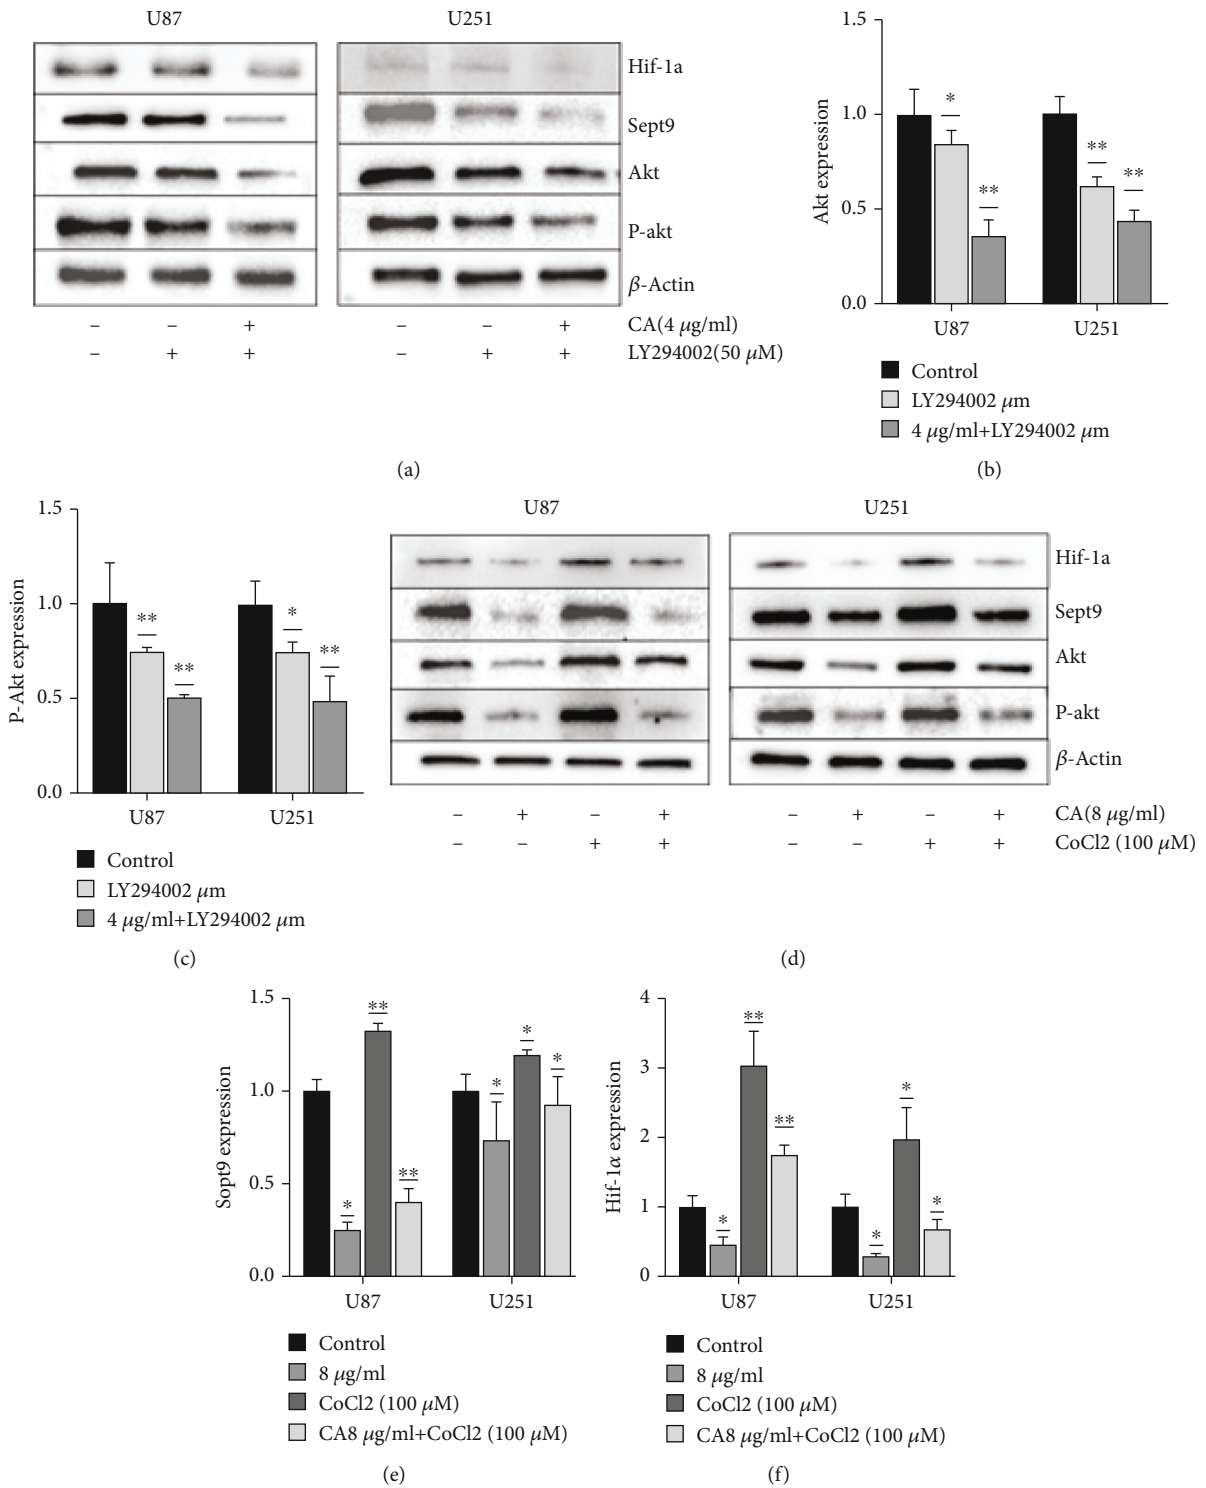 U87 U251
Hif-1a
Sept9
Akt
P-akt
β-Actin
– – + – – + CA(4 μg/ml)
– + + – + + LY294002(50 μM)
(a)
Akt expression
1.5
1.0
0.5
0.0
* ** ** **
U87 U251
Control
LY294002 μm
4 μg/ml+LY294002 μm
(b)
P-Akt expression
1.5
1.0
0.5
0.0
** ** * **
U87 U251
Control
LY294002 μm
4 μg/ml+LY294002 μm
(c)
U87 U251
Hif-1a
Sept9
Akt
P-akt
β-Actin
– + – + – + – + CA(8 μg/ml)
– – + + – – + + CoCl2 (100 μM)
(d)
Sopt9 expression
1.5
1.0
0.5
0.0
* ** ** * * *
U87 U251
Control
8 μg/ml
CoCl2 (100 μM)
CA8 μg/ml+CoCl2 (100 μM)
(e)
Hif-1α expression
4
3
2
1
0
* ** ** * * *
U87 U251
Control
8 μg/ml
CoCl2 (100 μM)
CA8 μg/ml+CoCl2 (100 μM)
(f)